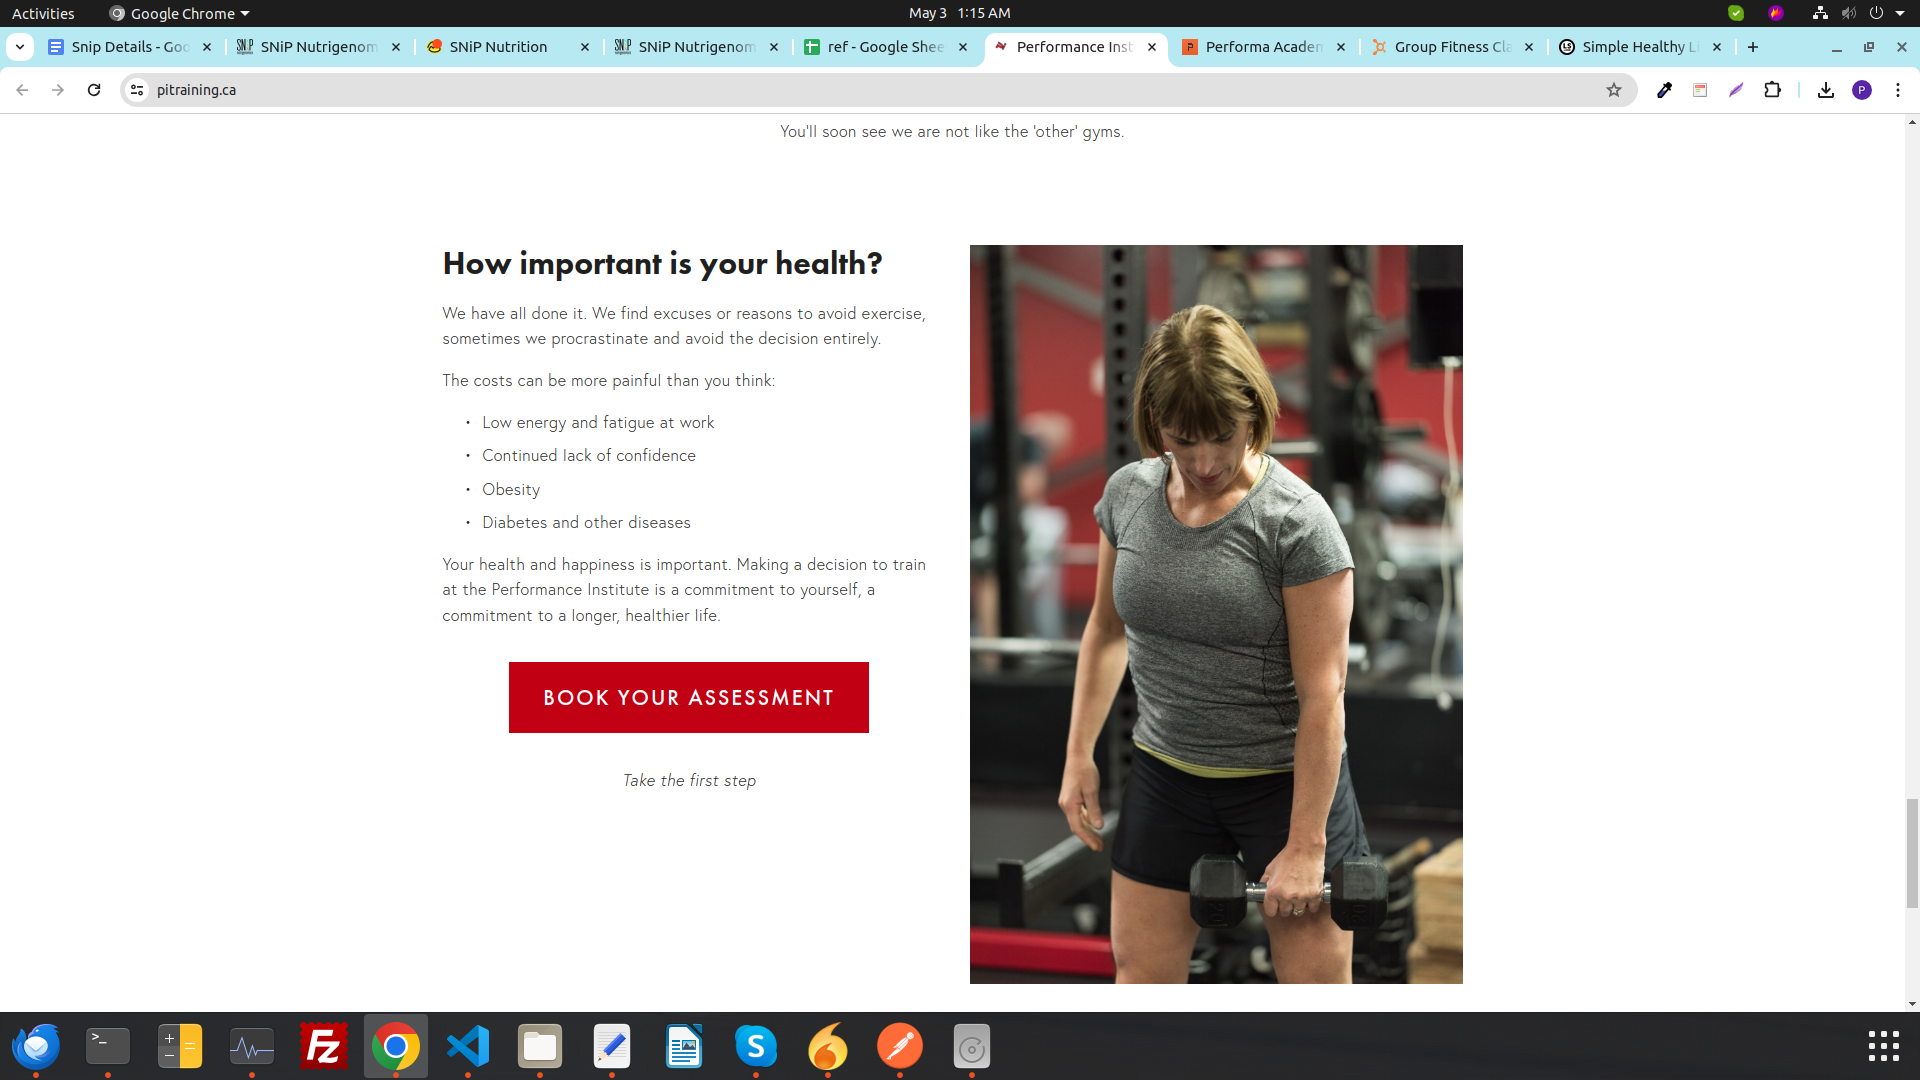 Activities Google Chrome May 3 1:15 AM
Snip Details - Goo SNiP Nutrigenom SNiP Nutrition SNiP Nutrigenom ref - Google Shee Performance Inst Performa Academ Group Fitness Cla Simple Healthy Li
pitraining.ca P
You'll soon see we are not like the 'other' gyms.
How important is your health?
We have all done it. We find excuses or reasons to avoid exercise,
sometimes we procrastinate and avoid the decision entirely.
The costs can be more painful than you think:
• Low energy and fatigue at work
• Continued lack of confidence
• Obesity
• Diabetes and other diseases
Your health and happiness is important. Making a decision to train
at the Performance Institute is a commitment to yourself, a
commitment to a longer, healthier life.
BOOK YOUR ASSESSMENT
Take the first step